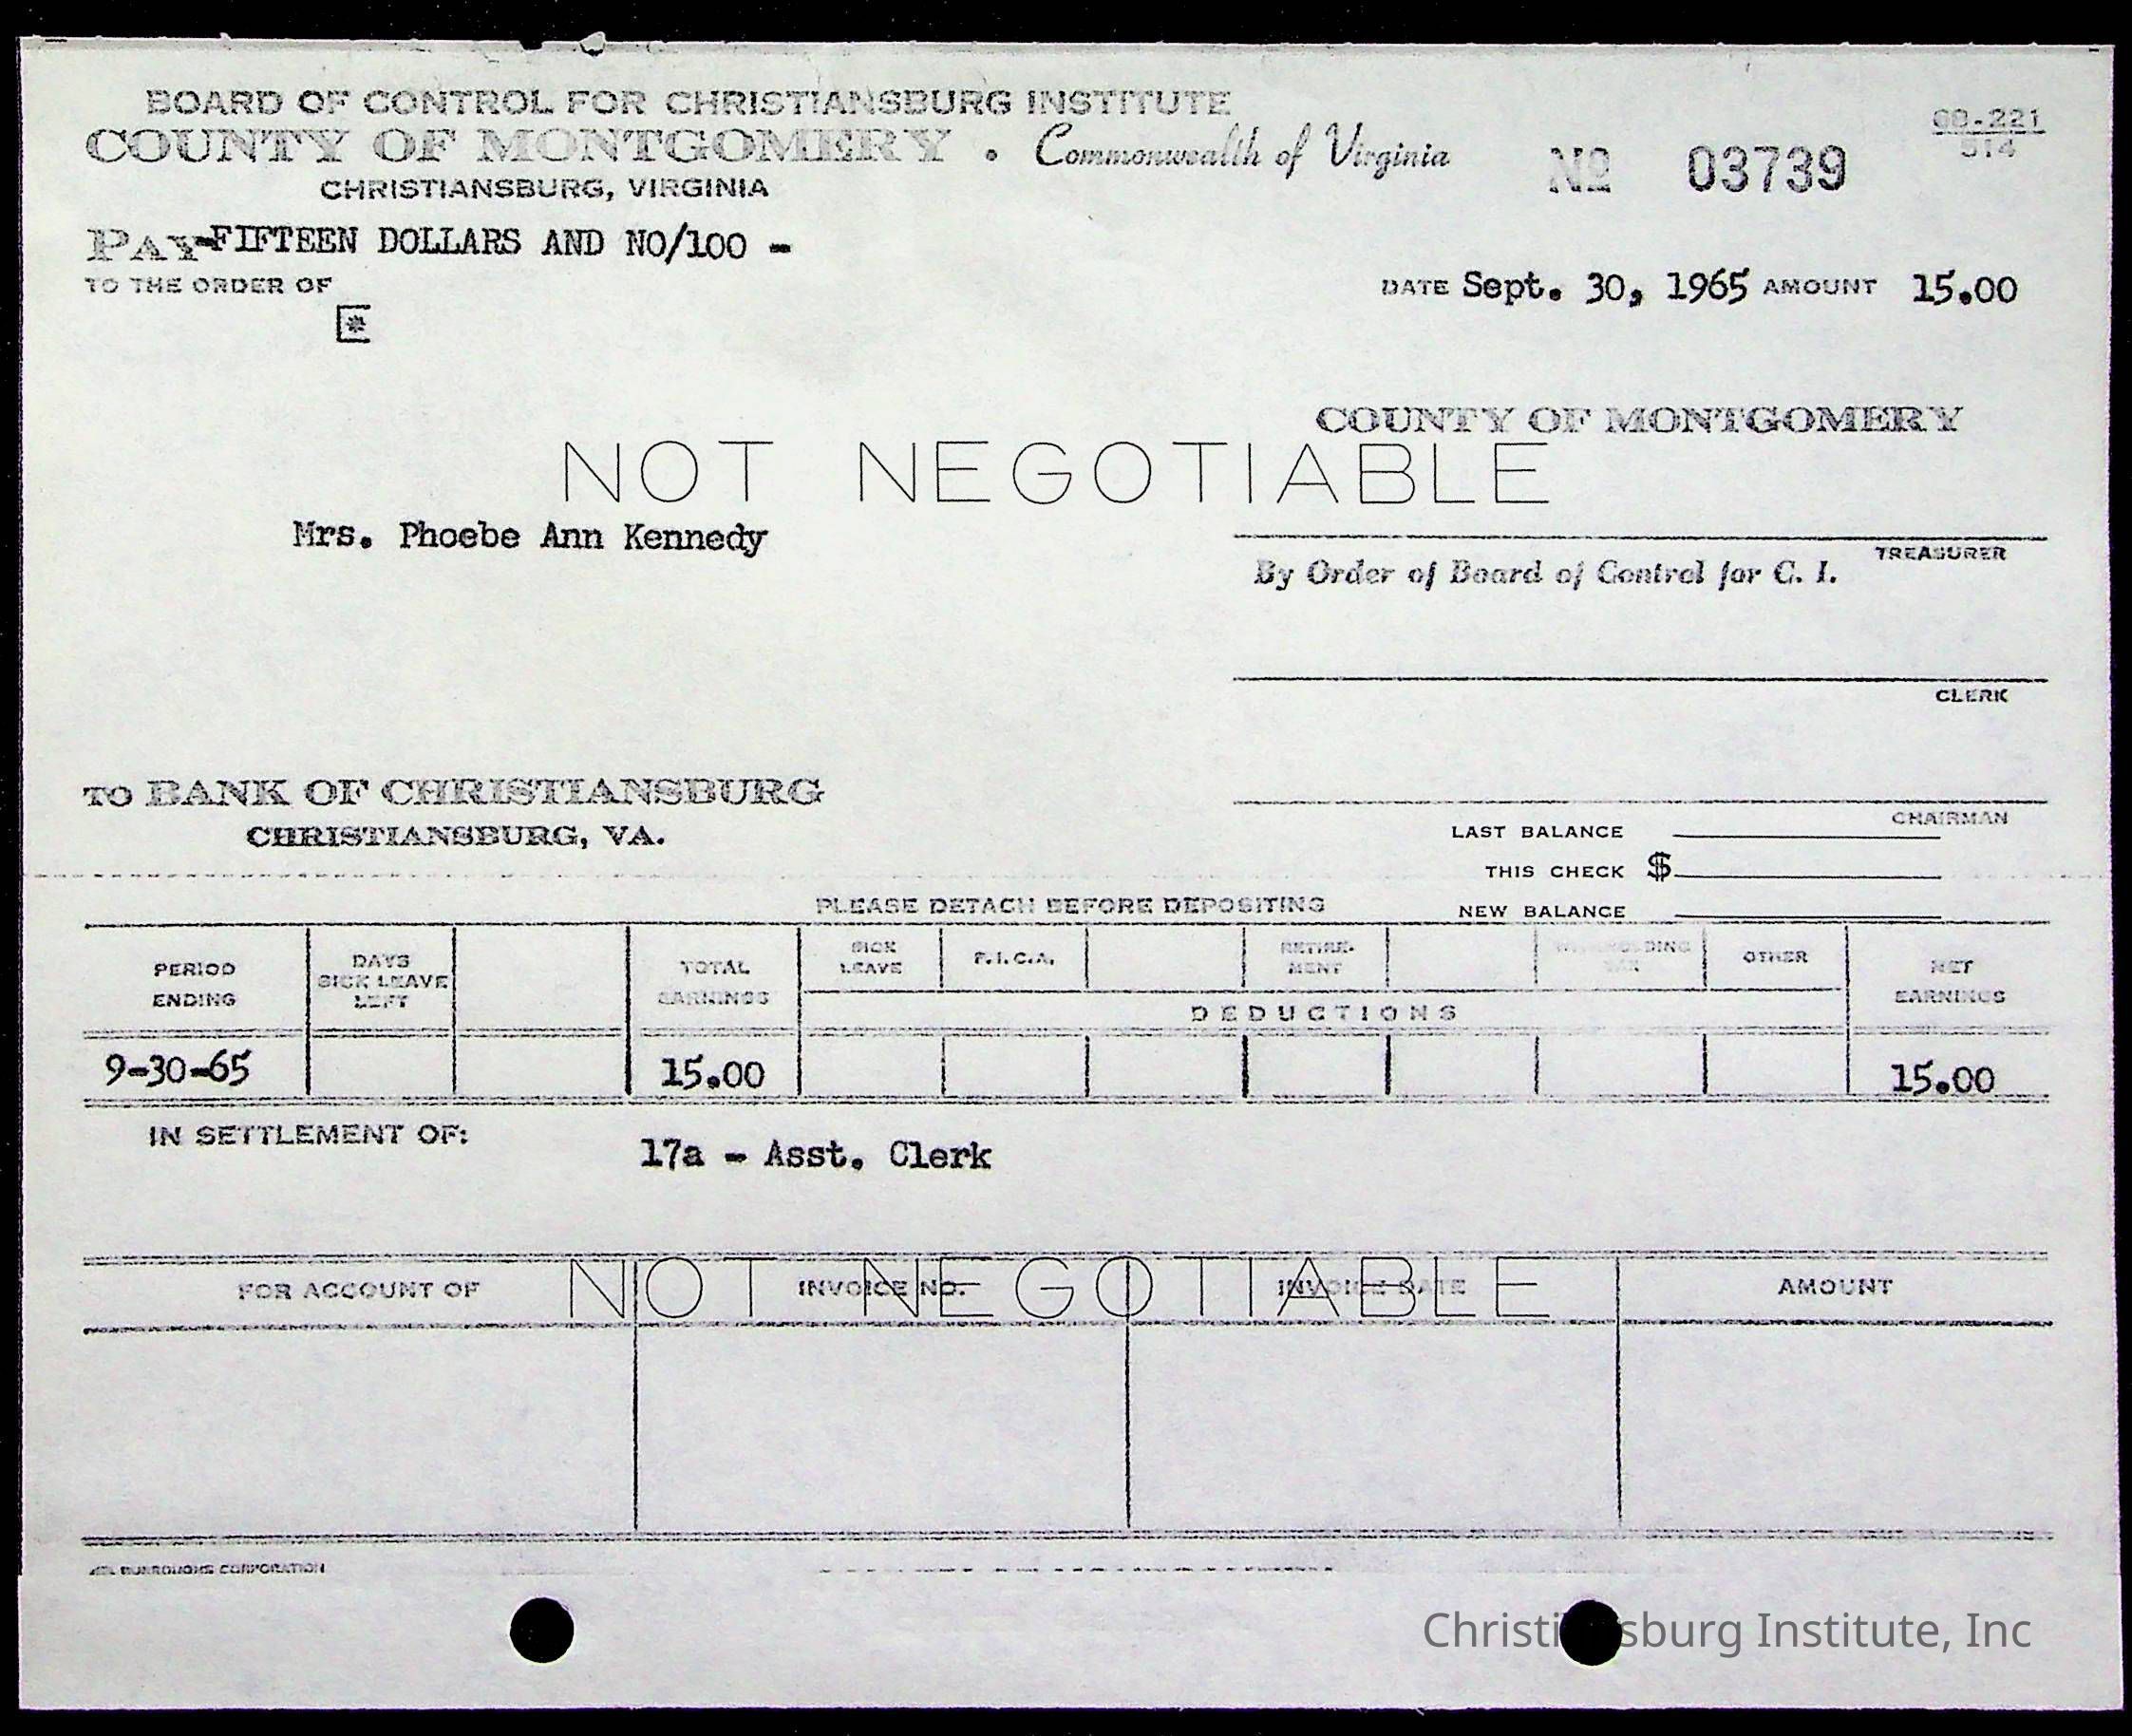 BOARD OF CONTROL FOR CHRISTIANSBURG INSTITUTE
COUNTY OF MONTGOMERY . Commonwealth of Virginia
CHRISTIANSBURG, VIRGINIA
Nº 03739
514
PAY -FIFTEEN DOLLARS AND NO/100 -
TO THE ORDER OF
DATE Sept. 30, 1965 AMOUNT 15.00
COUNTY OF MONTGOMERY
NOT NEGOTIABLE
Mrs. Phoebe Ann Kennedy
TREASURER
By Order of Board of Control for C. I.
CLERK
TO BANK OF CHRISTIANSBURG
CHRISTIANSBURG, VA.
CHAIRMAN
LAST BALANCE
THIS CHECK $
NEW BALANCE
PLEASE DETACH BEFORE DEPOSITING
PERIOD ENDING
DAYS SICK LEAVE LEFT
TOTAL EARNINGS
SICK LEAVE
F.I.C.A.
RETIRE-MENT
OTHER
NET EARNINGS
DEDUCTIONS
9-30-65 15.00 15.00
IN SETTLEMENT OF: 17a - Asst. Clerk
NOT NEGOTIABLE
FOR ACCOUNT OF INVOICE NO. INVOICE DATE AMOUNT
BURROUGHS CORPORATION
Christiansburg Institute, Inc